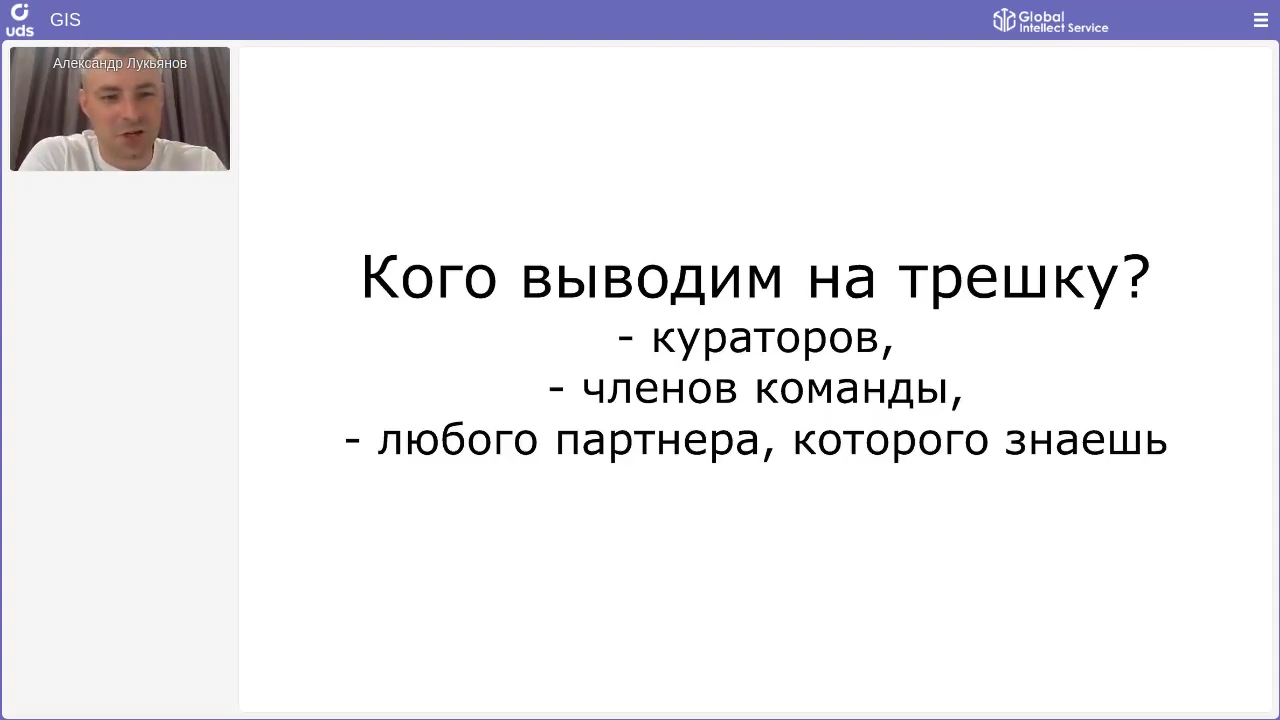 uds
GIS
Global
Intellect Service
Александр Лукьянов
Кого выводим на трешку?
- кураторов,
- членов команды,
- любого партнера, которого знаешь